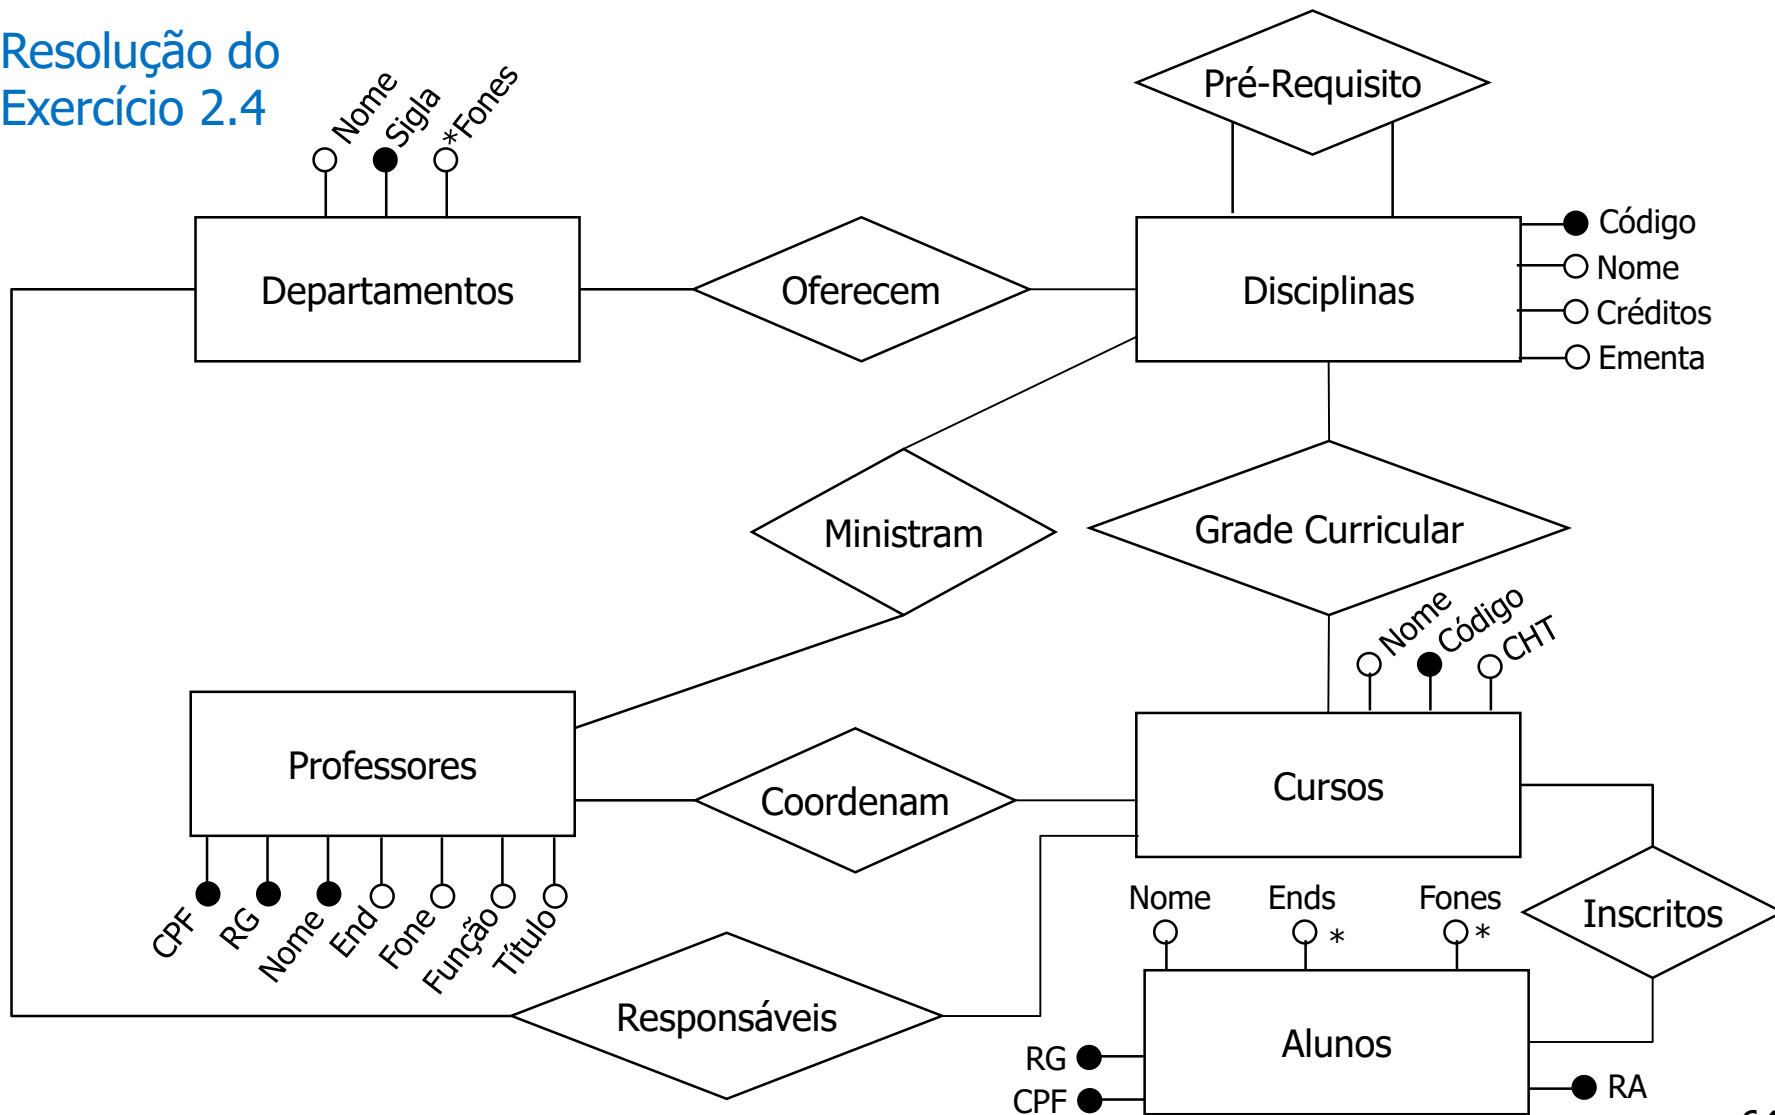 Resolução do
Exercício 2.4
Nome
Sigla
*Fones
Pré-Requisito
Departamentos
Oferecem
Disciplinas
Código
Nome
Créditos
Ementa
Ministram
Grade Curricular
Nome
Código
CHT
Professores
Coordenam
Cursos
CPF
RG
Nome
End
Fone
Função
Título
Nome
Ends
*
Fones
*
Inscritos
Responsáveis
Alunos
RG
CPF
RA